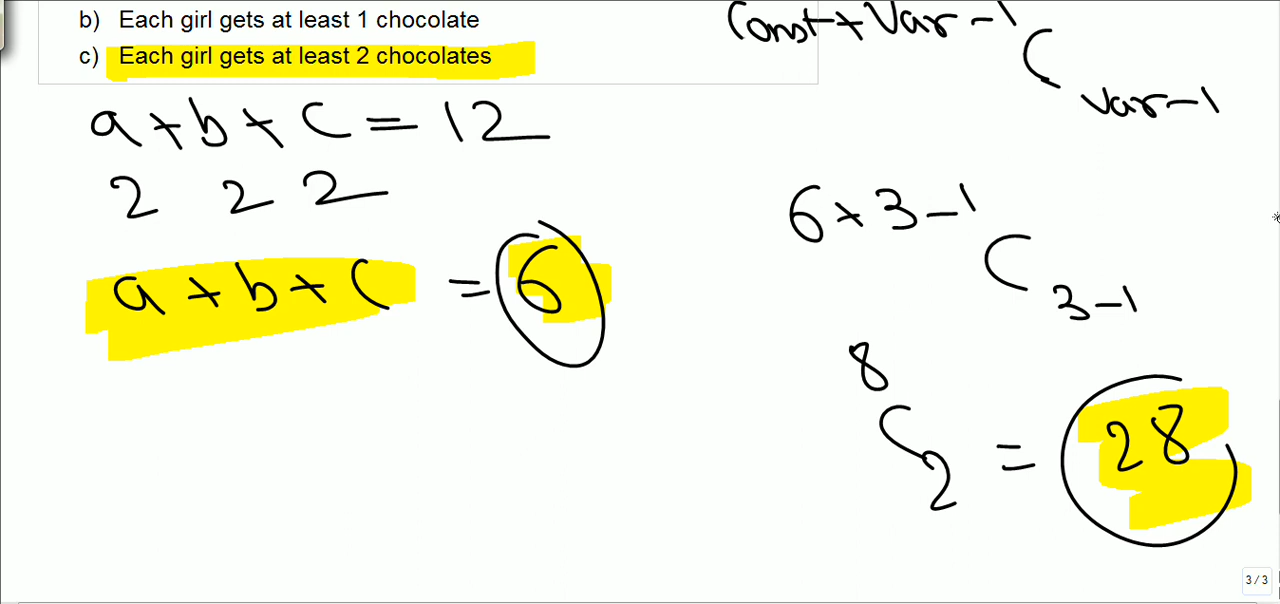 b) Each girl gets at least 1 chocolate
c) Each girl gets at least 2 chocolates
Const + Var - 1 C var - 1
a + b + c = 12
2 2 2
6 + 3 - 1 C 3 - 1
a + b + c = 6
8 C 2 = 28
3 / 3